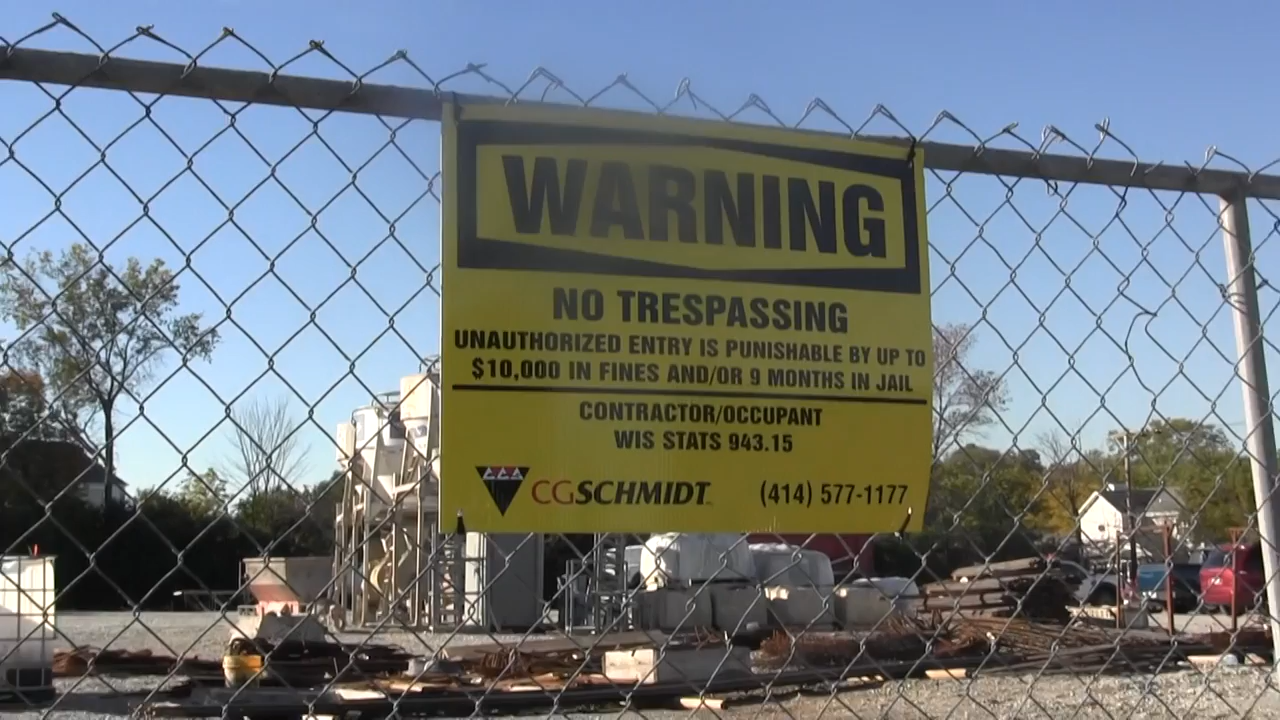 WARNING
NO TRESPASSING
UNAUTHORIZED ENTRY IS PUNISHABLE BY UP TO
$10,000 IN FINES AND/OR 9 MONTHS IN JAIL
CONTRACTOR/OCCUPANT
WIS STATS 943.15
CGSCHMIDT (414) 577-1177